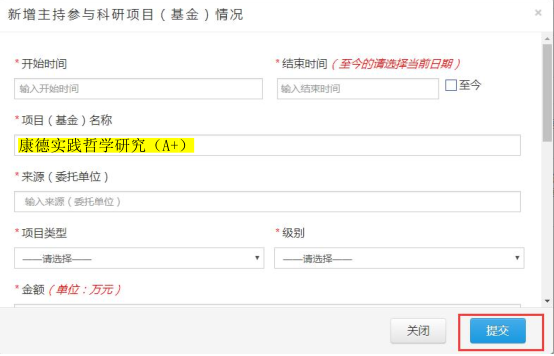 新增主持参与科研项目（基金）情况 ×
*开始时间 *结束时间（至今的请选择当前日期）
输入开始时间 输入结束时间 至今
*项目（基金）名称
康德实践哲学研究（A+）
*来源（委托单位）
输入来源（委托单位）
*项目类型 *级别
——请选择—— ——请选择——
*金额（单位：万元）
关闭 提交